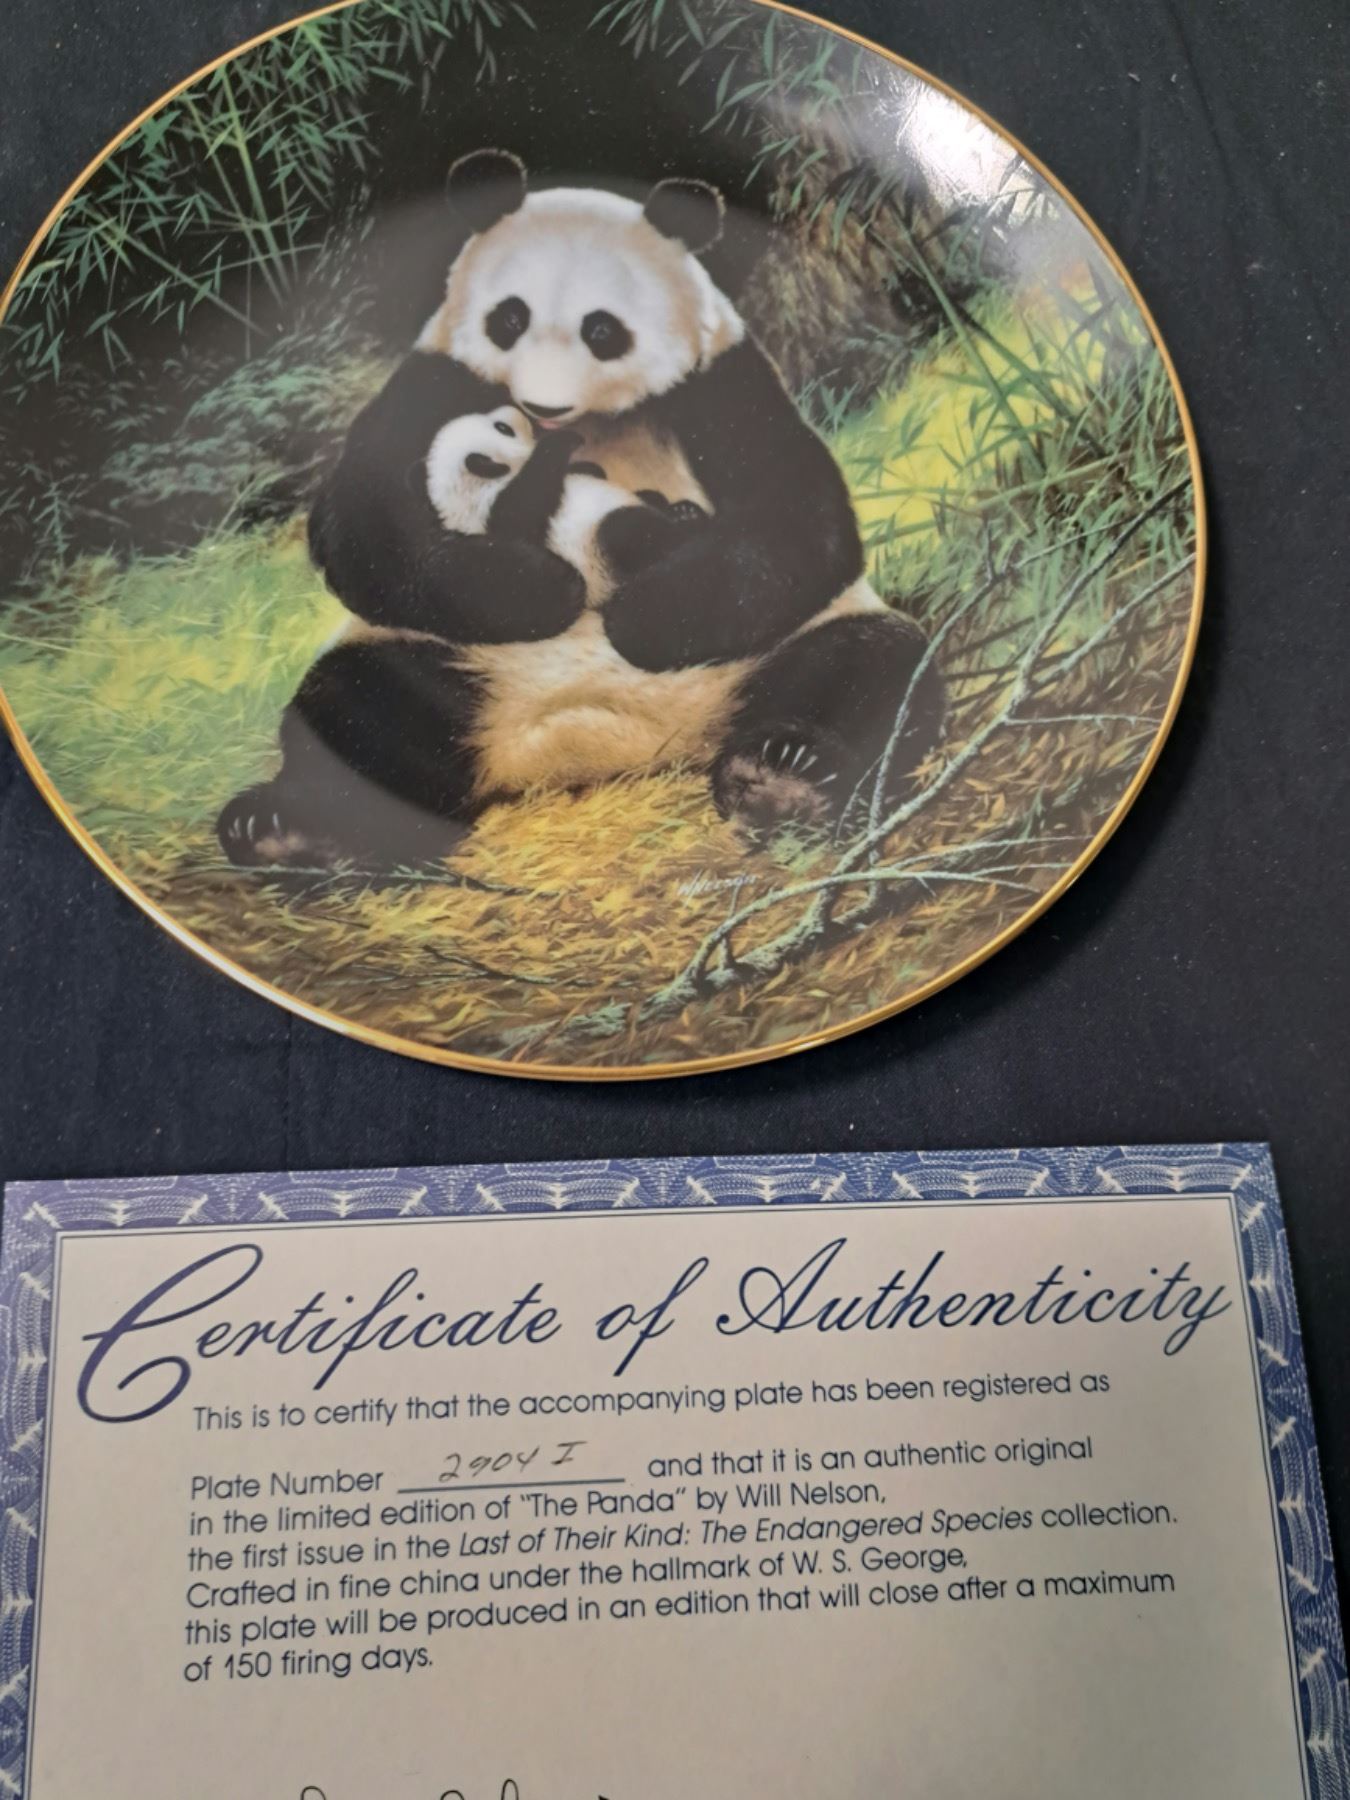 W. Nelson
Certificate of Authenticity
This is to certify that the accompanying plate has been registered as
Plate Number 2904 I and that it is an authentic original
in the limited edition of "The Panda" by Will Nelson,
the first issue in the Last of Their Kind: The Endangered Species collection.
Crafted in fine china under the hallmark of W. S. George,
this plate will be produced in an edition that will close after a maximum
of 150 firing days.